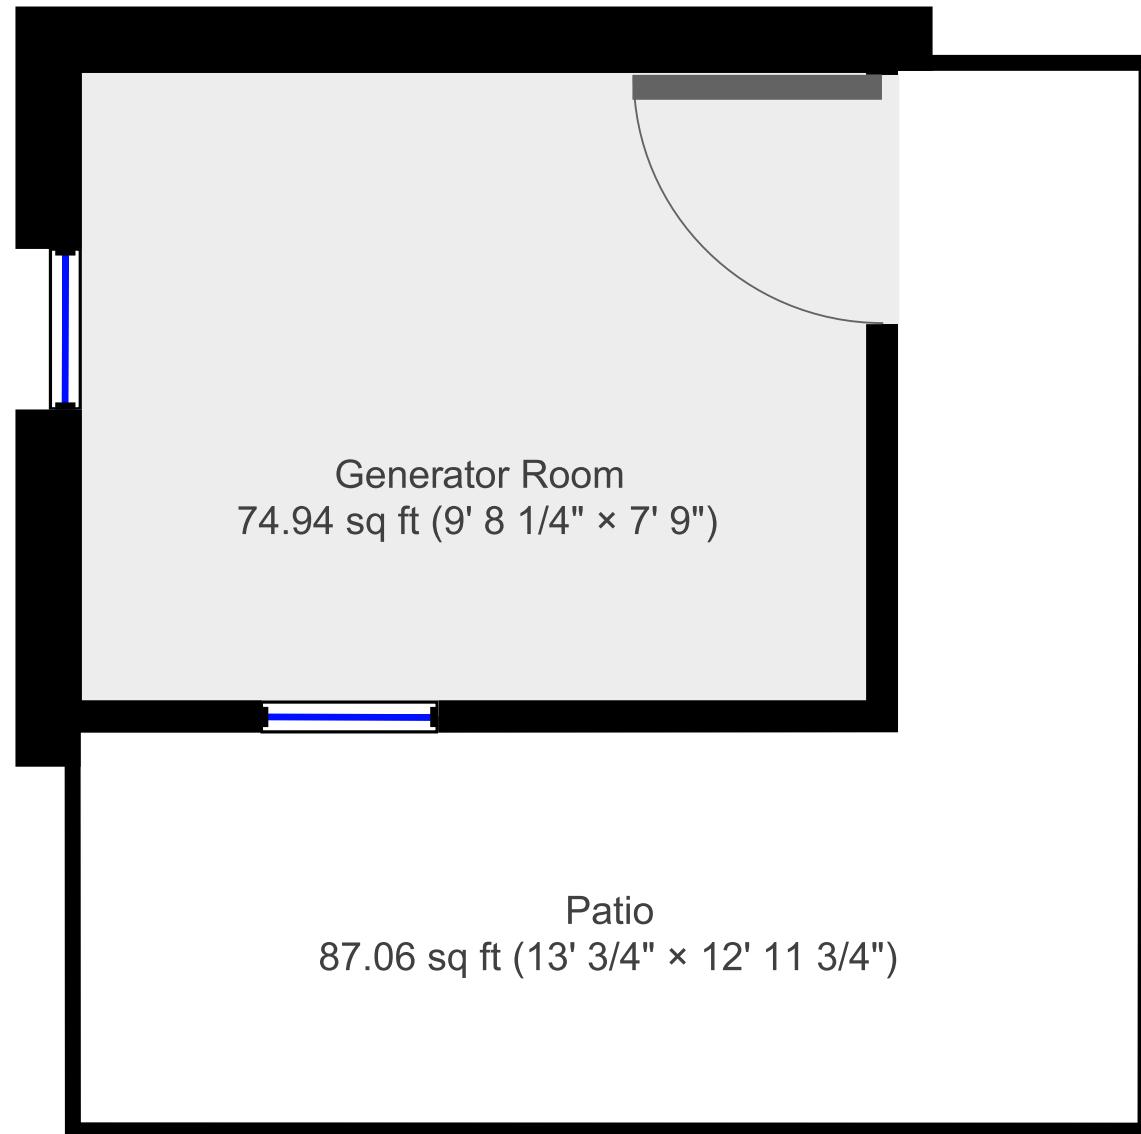 Generator Room
74.94 sq ft (9' 8 1/4" × 7' 9")
Patio
87.06 sq ft (13' 3/4" × 12' 11 3/4")